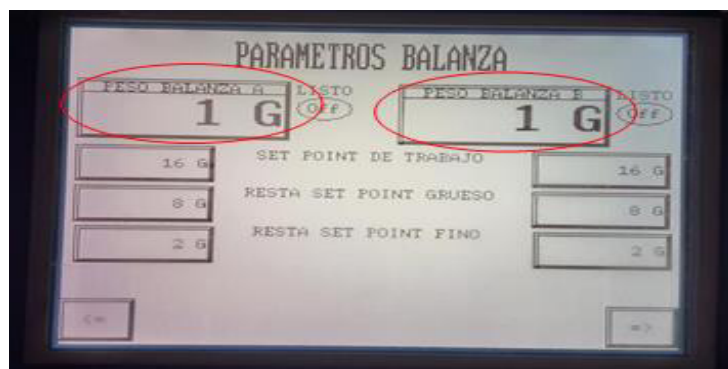 PARAMETROS BALANZA
PESO BALANZA A
LISTO
PESO BALANZA B
LISTO
1 G
Off
1 G
Off
16 G
SET POINT DE TRABAJO
16 G
8 G
RESTA SET POINT GRUESO
8 G
2 G
RESTA SET POINT FINO
2 G
<=
=>